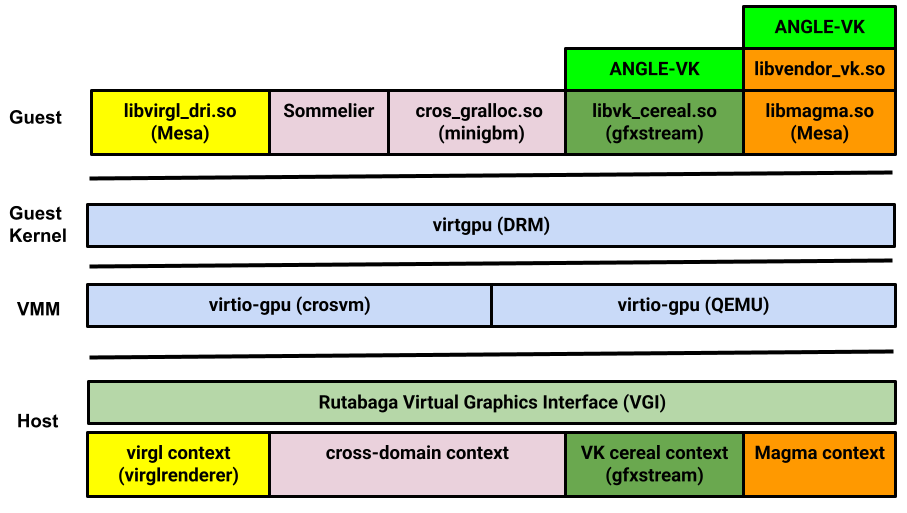 ANGLE-VK
ANGLE-VK
libvendor_vk.so
Guest
libvirgl_dri.so
(Mesa)
Sommelier
cros_gralloc.so
(minigbm)
libvk_cereal.so
(gfxstream)
libmagma.so
(Mesa)
Guest
Kernel
virtgpu (DRM)
VMM
virtio-gpu (crosvm)
virtio-gpu (QEMU)
Host
Rutabaga Virtual Graphics Interface (VGI)
virgl context
(virglrenderer)
cross-domain context
VK cereal context
(gfxstream)
Magma context